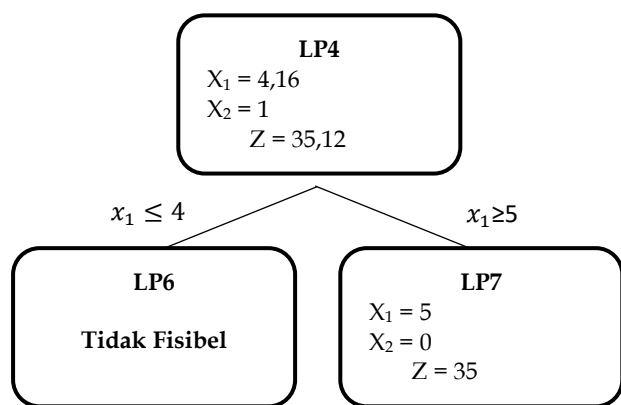 LP4
X₁ = 4,16
X₂ = 1
Z = 35,12
x₁ ≤ 4
x₁≥5
LP6
Tidak Fisibel
LP7
X₁ = 5
X₂ = 0
Z = 35